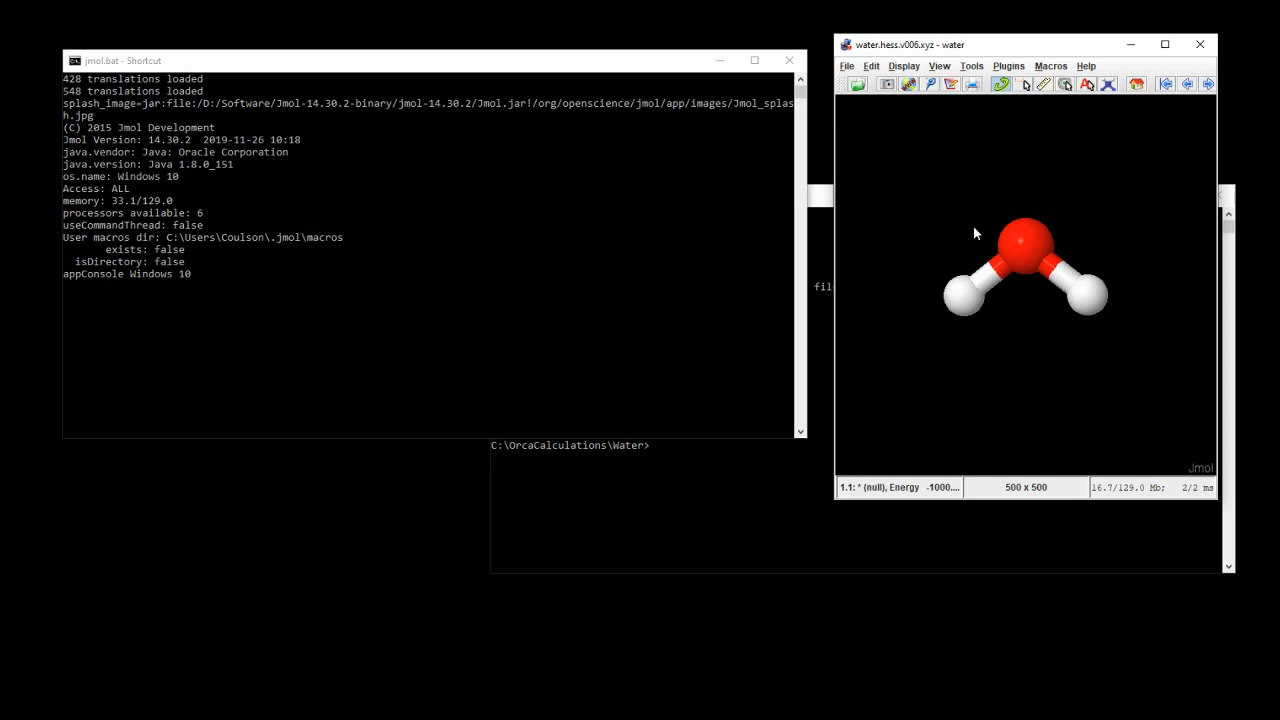 jmol.bat - Shortcut
428 translations loaded
548 translations loaded
splash_image=jar:file:/D:/Software/Jmol-14.30.2-binary/jmol-14.30.2/Jmol.jar!/org/openscience/jmol/app/images/Jmol_splas
h.jpg
(C) 2015 Jmol Development
Jmol Version: 14.30.2  2019-11-26 10:18
java.vendor: Java: Oracle Corporation
java.version: Java 1.8.0_151
os.name: Windows 10
Access: ALL
memory: 33.1/129.0
processors available: 6
useCommandThread: false
User macros dir: C:\Users\Coulson\.jmol\macros
exists: false
isDirectory: false
appConsole Windows 10
water.hess.v006.xyz - water
File Edit Display View Tools Plugins Macros Help
Jmol
1.1: * (null), Energy -1000.... 500 x 500 16.7/129.0 Mb; 2/2 ms
fil
C:\OrcaCalculations\Water>